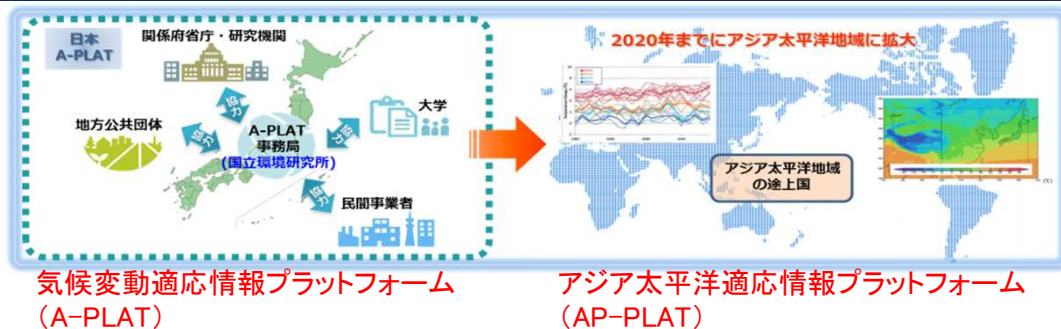 日本
A-PLAT
関係府省庁・研究機関
協力
大学
協力
地方公共団体
協力
A-PLAT
事務局
(国立環境研究所)
協力
民間事業者
2020年までにアジア太平洋地域に拡大
アジア太平洋地域
の途上国
気候変動適応情報プラットフォーム
(A-PLAT)
アジア太平洋適応情報プラットフォーム
(AP-PLAT)